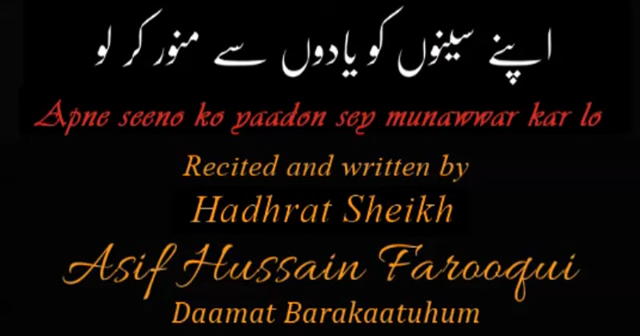 اپنے سینوں کو یادوں سے منور کر لو
Apne seeno ko yaadon sey munawwar kar lo
Recited and written by
Hadhrat Sheikh
Asif Hussain Farooqui
Daamat Barakaatuhum